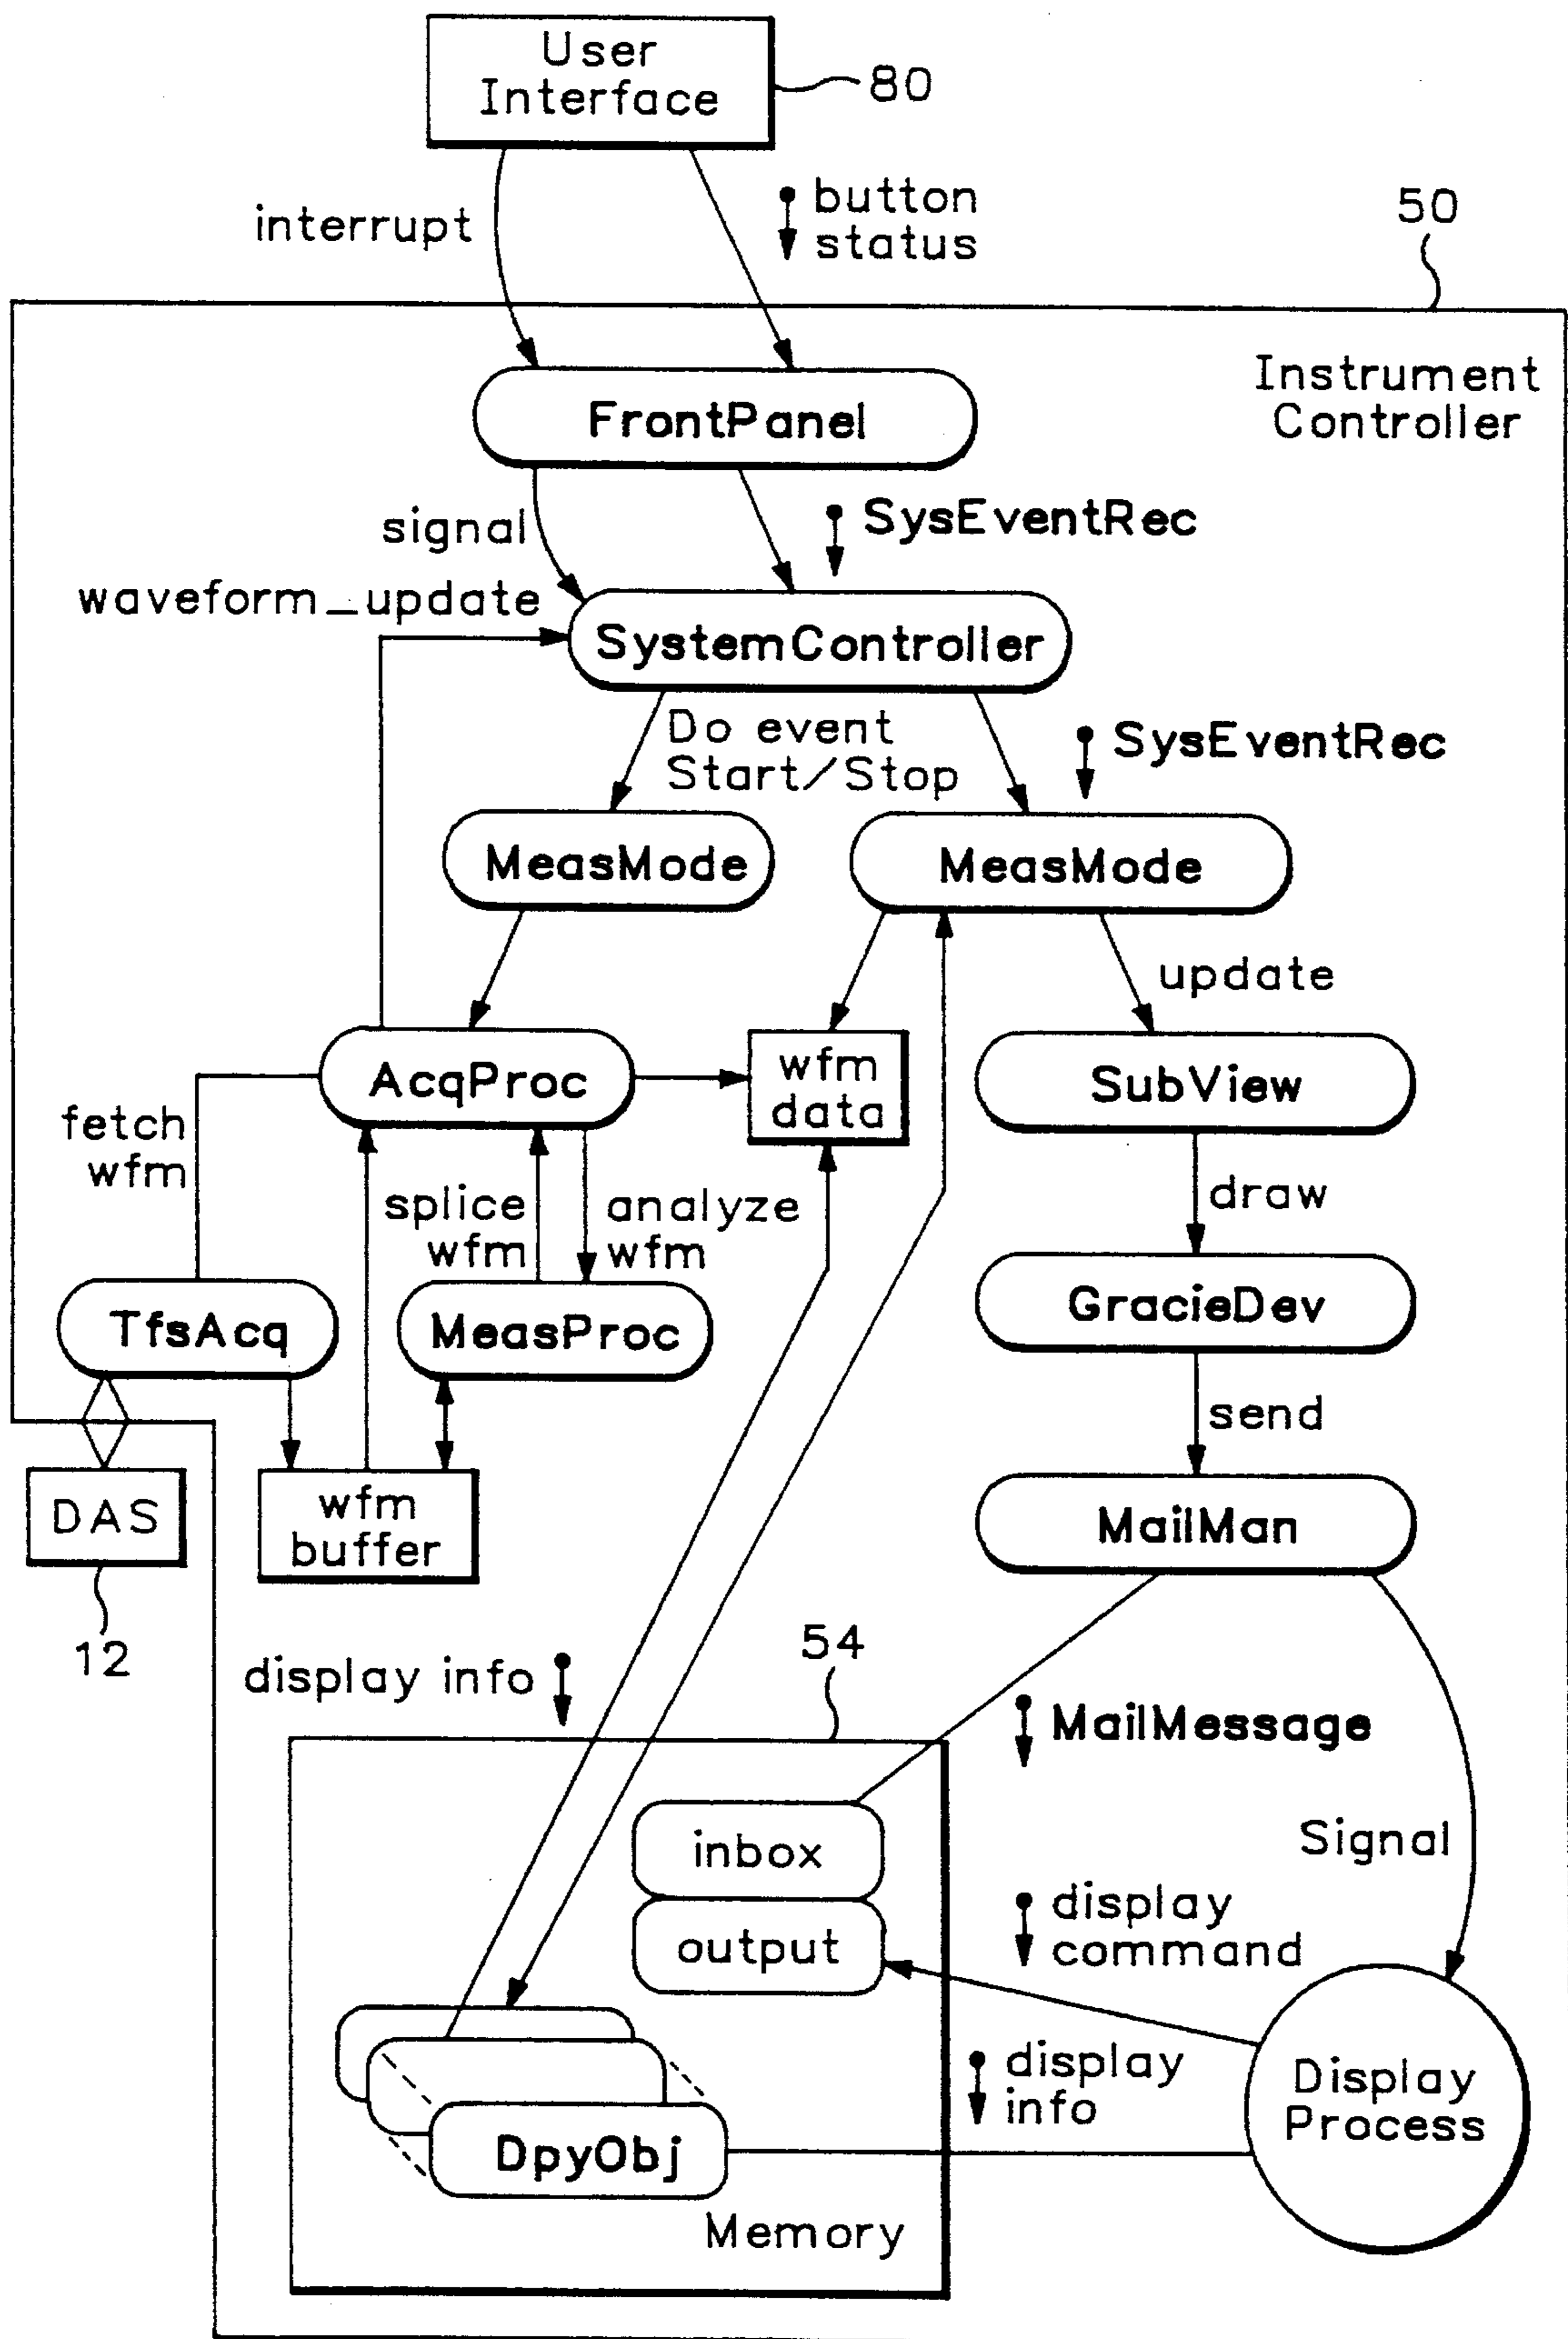 User
Interface
80
interrupt
button
status
50
Instrument
Controller
FrontPanel
signal
SysEventRec
waveform_update
SystemController
Do event
Start/Stop
SysEventRec
MeasMode
MeasMode
update
AcqProc
wfm
data
SubView
fetch
wfm
splice
wfm
analyze
wfm
draw
TfsAcq
MeasProc
GracieDev
send
DAS
wfm
buffer
MailMan
12
display info
54
MailMessage
inbox
Signal
output
display
command
display
info
Display
Process
DpyObj
Memory